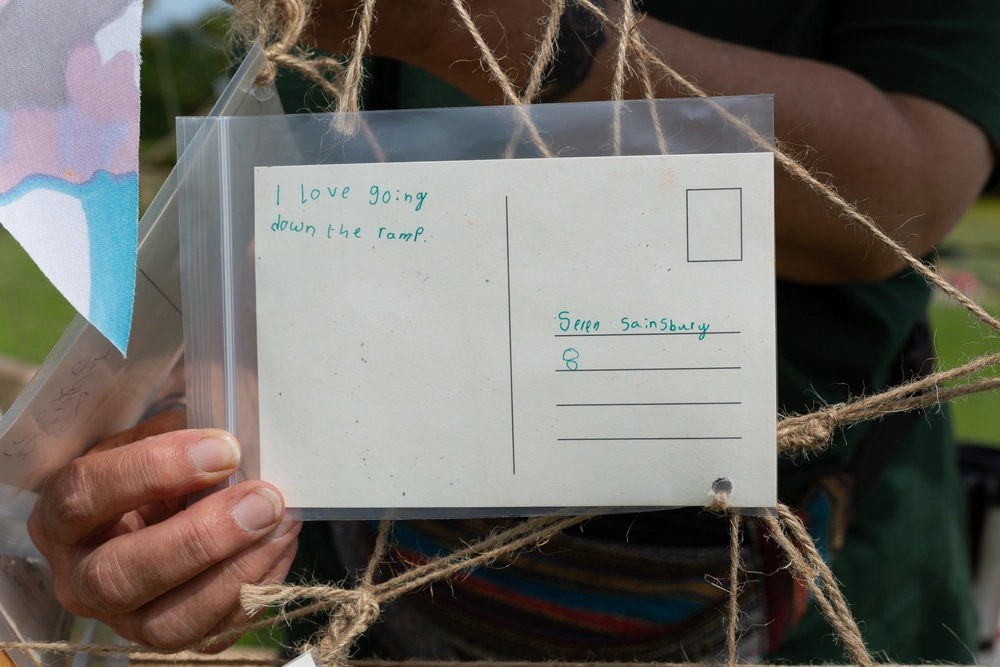 I love going
down the ramp.
Seren Sainsbury
8